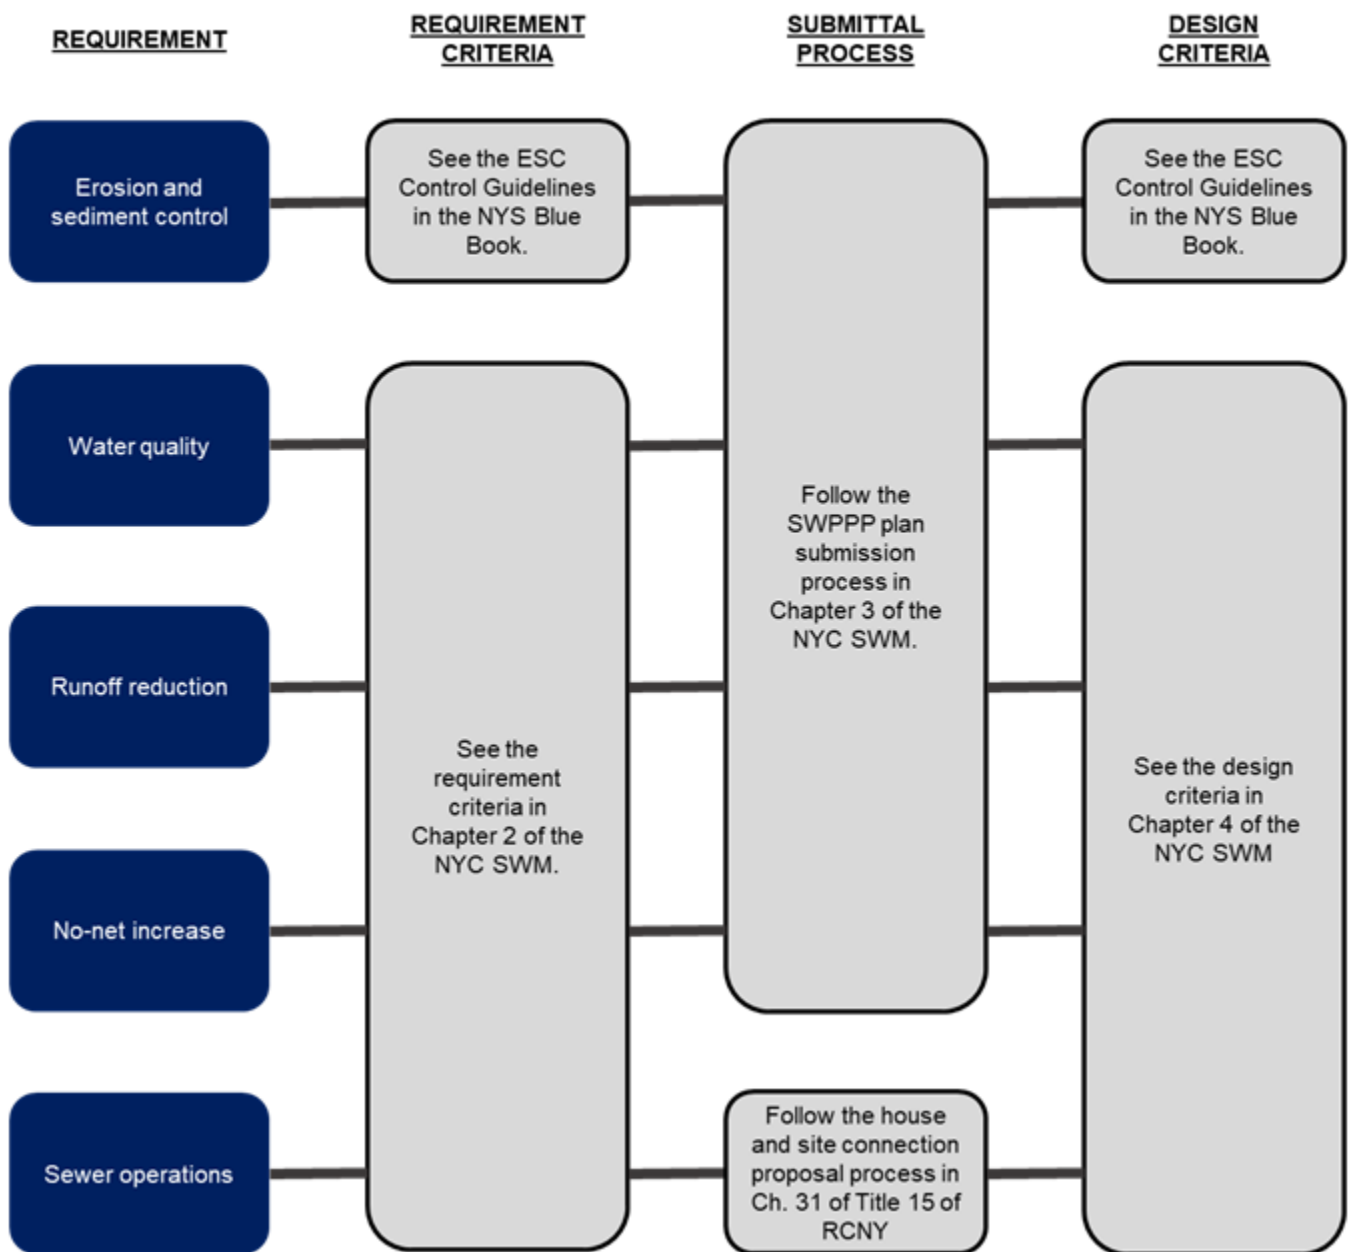 REQUIREMENT
REQUIREMENT
CRITERIA
SUBMITTAL
PROCESS
DESIGN
CRITERIA
Erosion and
sediment control
See the ESC
Control Guidelines
in the NYS Blue
Book.
See the ESC
Control Guidelines
in the NYS Blue
Book.
Water quality
Follow the
SWPPP plan
submission
process in
Chapter 3 of the
NYC SWM.
Runoff reduction
See the
requirement
criteria in
Chapter 2 of the
NYC SWM.
See the design
criteria in
Chapter 4 of the
NYC SWM
No-net increase
Sewer operations
Follow the house
and site connection
proposal process in
Ch. 31 of Title 15 of
RCNY